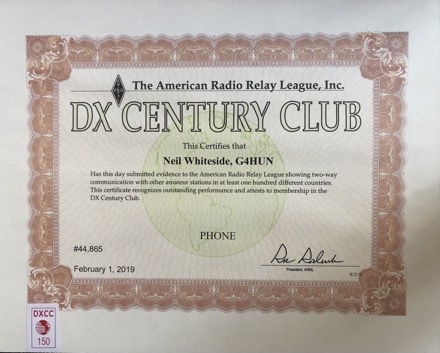 The American Radio Relay League, Inc.
DX CENTURY CLUB
This Certifies that
Neil Whiteside, G4HUN
Has this day submitted evidence to the American Radio Relay League showing two-way
communication with other amateur stations in at least one hundred different countries.
This certificate recognizes outstanding performance and attests to membership in the
DX Century Club.
PHONE
#44,865
February 1, 2019
President, ARRL
DXCC
150